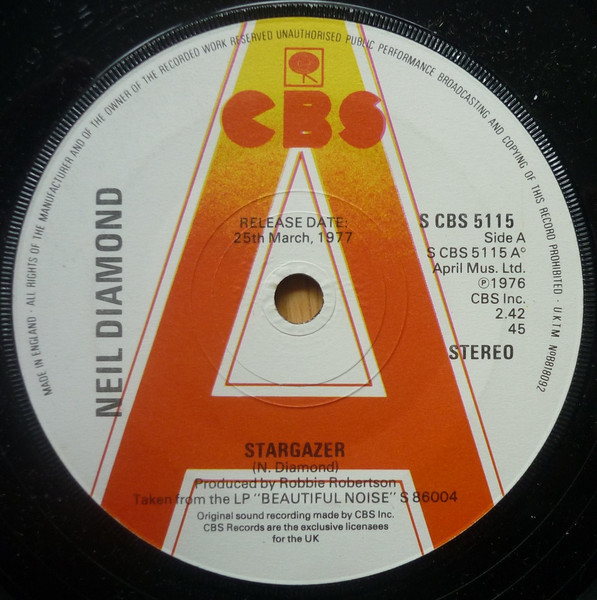 MADE IN ENGLAND · ALL RIGHTS OF THE MANUFACTURER AND OF THE OWNER OF THE RECORDED WORK RESERVED UNAUTHORISED PUBLIC PERFORMANCE BROADCASTING AND COPYING OF THIS RECORD PROHIBITED · UKTM No8818092
CBS
A
NEIL DIAMOND
RELEASE DATE:
25th March, 1977
S CBS 5115
Side A
S CBS 5115 A°
April Mus. Ltd.
℗1976
CBS Inc.
2.42
45
STEREO
STARGAZER
(N. Diamond)
Produced by Robbie Robertson
Taken from the LP "BEAUTIFUL NOISE" S 86004
Original sound recording made by CBS Inc.
CBS Records are the exclusive licensees
for the UK